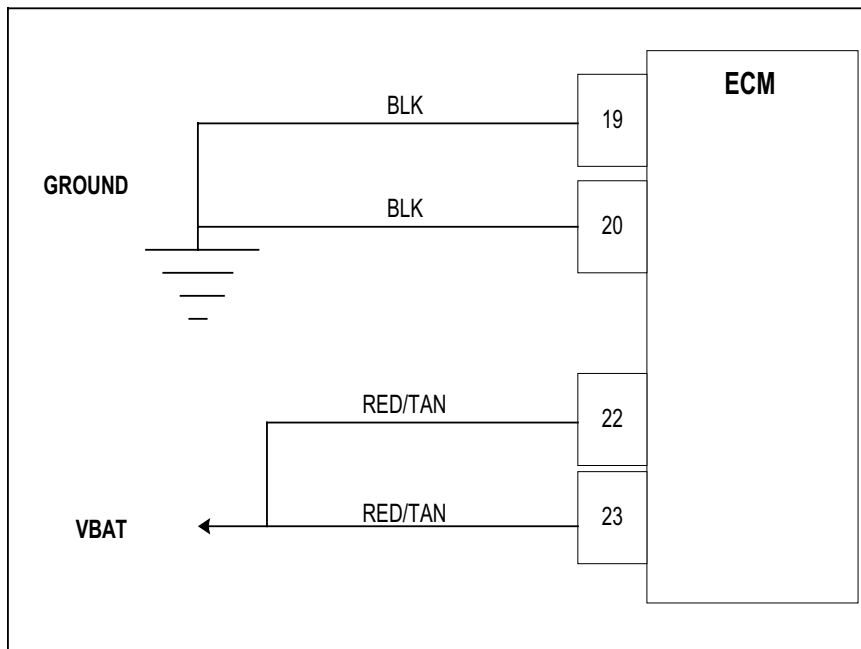 ECM
BLK
19
GROUND
BLK
20
RED/TAN
22
VBAT
RED/TAN
23